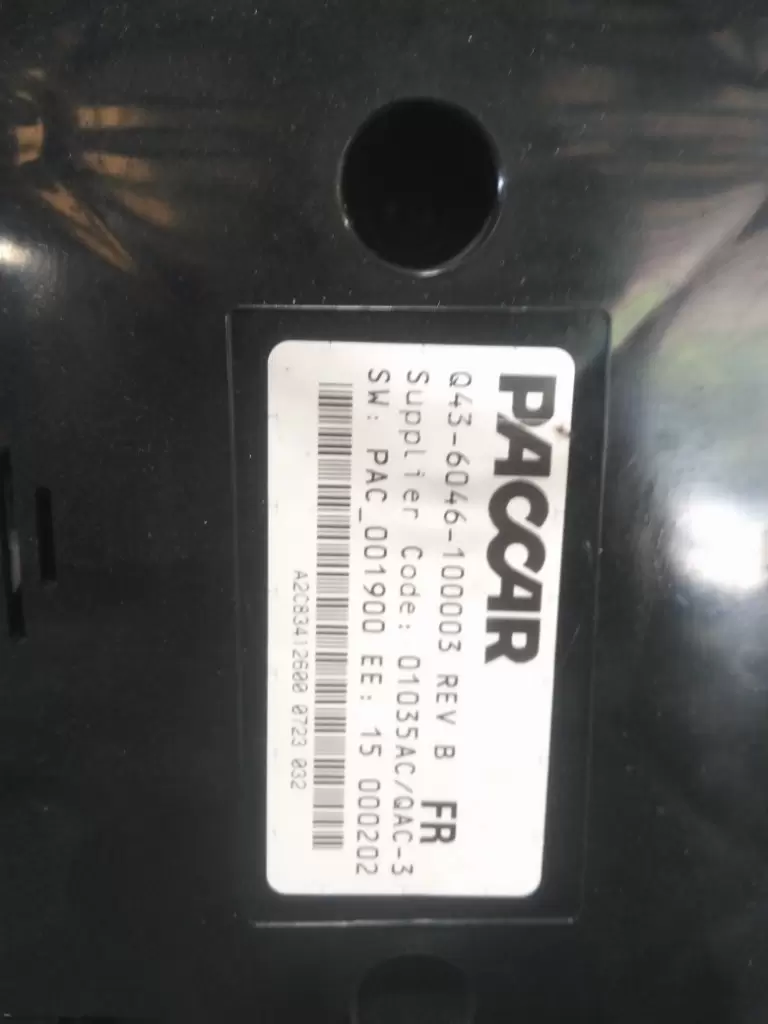 PACCAR
Q43-6046-100003 REV B FR
Supplier Code: 01035AC/QAC-3
SW: PAC_001900 EE: 15 000202
A2C83412600 0723 032